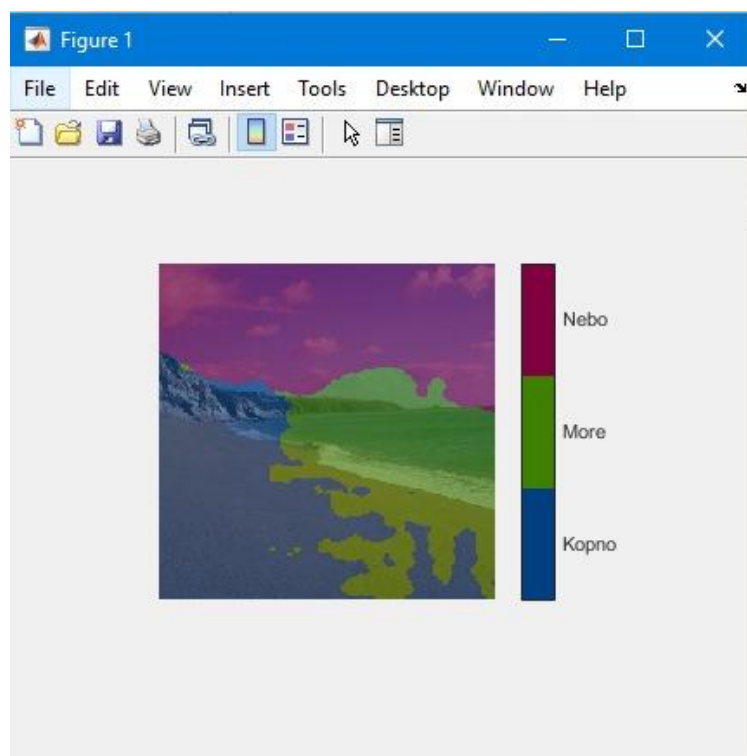 Figure 1
File Edit View Insert Tools Desktop Window Help
Nebo
More
Kopno